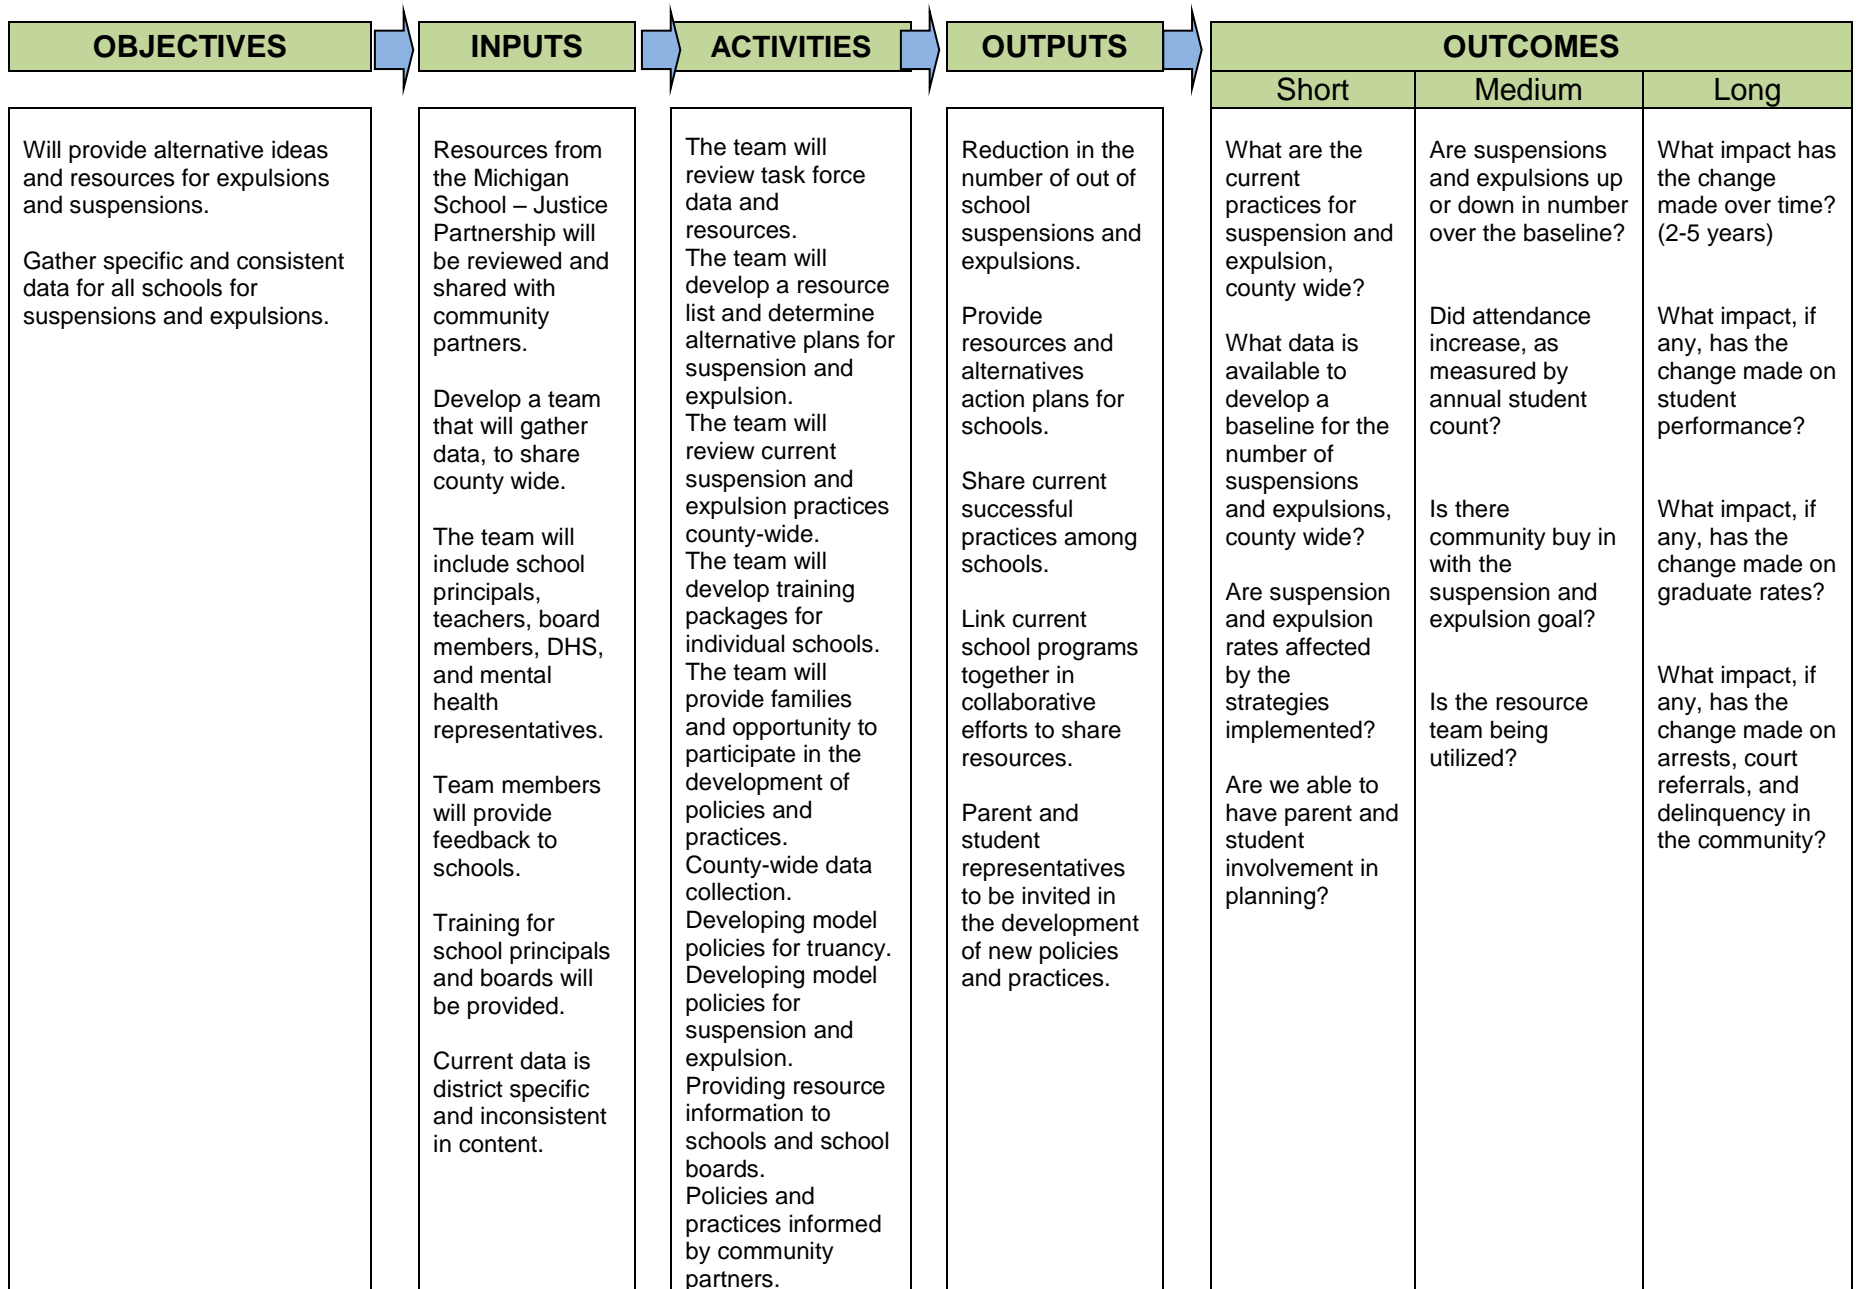 OBJECTIVES
INPUTS
ACTIVITIES
OUTPUTS
OUTCOMES
Short
Medium
Long
Will provide alternative ideas
and resources for expulsions
and suspensions.
Gather specific and consistent
data for all schools for
suspensions and expulsions.
Resources from
the Michigan
School – Justice
Partnership will
be reviewed and
shared with
community
partners.
Develop a team
that will gather
data, to share
county wide.
The team will
include school
principals,
teachers, board
members, DHS,
and mental
health
representatives.
Team members
will provide
feedback to
schools.
Training for
school principals
and boards will
be provided.
Current data is
district specific
and inconsistent
in content.
The team will
review task force
data and
resources.
The team will
develop a resource
list and determine
alternative plans for
suspension and
expulsion.
The team will
review current
suspension and
expulsion practices
county-wide.
The team will
develop training
packages for
individual schools.
The team will
provide families
and opportunity to
participate in the
development of
policies and
practices.
County-wide data
collection.
Developing model
policies for truancy.
Developing model
policies for
suspension and
expulsion.
Providing resource
information to
schools and school
boards.
Policies and
practices informed
by community
partners.
Reduction in the
number of out of
school
suspensions and
expulsions.
Provide
resources and
alternatives
action plans for
schools.
Share current
successful
practices among
schools.
Link current
school programs
together in
collaborative
efforts to share
resources.
Parent and
student
representatives
to be invited in
the development
of new policies
and practices.
What are the
current
practices for
suspension and
expulsion,
county wide?
What data is
available to
develop a
baseline for the
number of
suspensions
and expulsions,
county wide?
Are suspension
and expulsion
rates affected
by the
strategies
implemented?
Are we able to
have parent and
student
involvement in
planning?
Are suspensions
and expulsions up
or down in number
over the baseline?
Did attendance
increase, as
measured by
annual student
count?
Is there
community buy in
with the
suspension and
expulsion goal?
Is the resource
team being
utilized?
What impact has
the change
made over time?
(2-5 years)
What impact, if
any, has the
change made on
student
performance?
What impact, if
any, has the
change made on
graduate rates?
What impact, if
any, has the
change made on
arrests, court
referrals, and
delinquency in
the community?